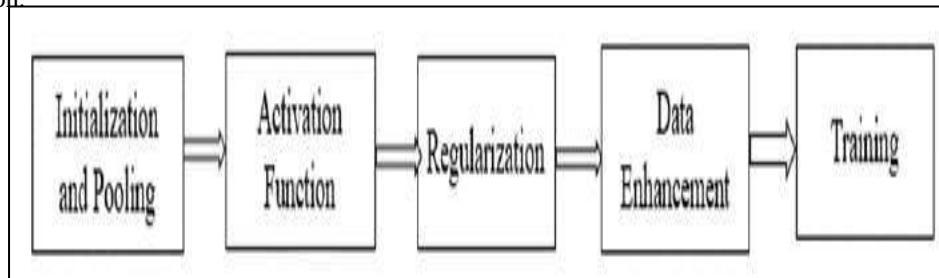 Initialization
and Pooling
Activation
Function
Regularization
Data
Enhancement
Training